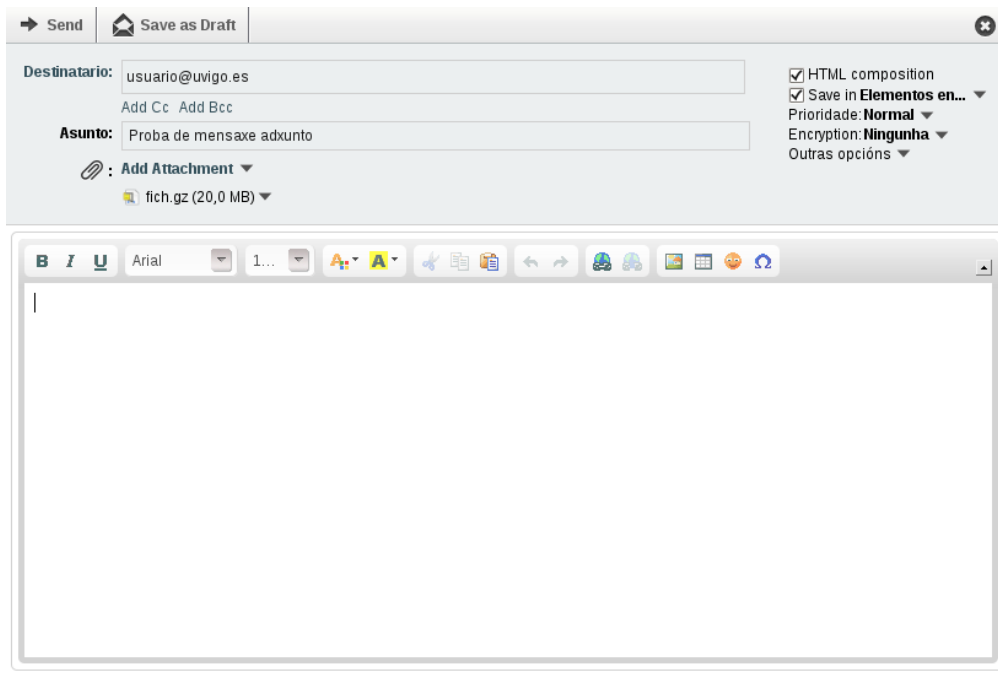 Send Save as Draft
Destinatario: usuario@uvigo.es
Add Cc Add Bcc
Asunto: Proba de mensaxe adxunto
: Add Attachment
fich.gz (20,0 MB)
HTML composition
Save in Elementos en...
Prioridade: Normal
Encryption: Ningunha
Outras opcións
B I U Arial 1... A A Ω